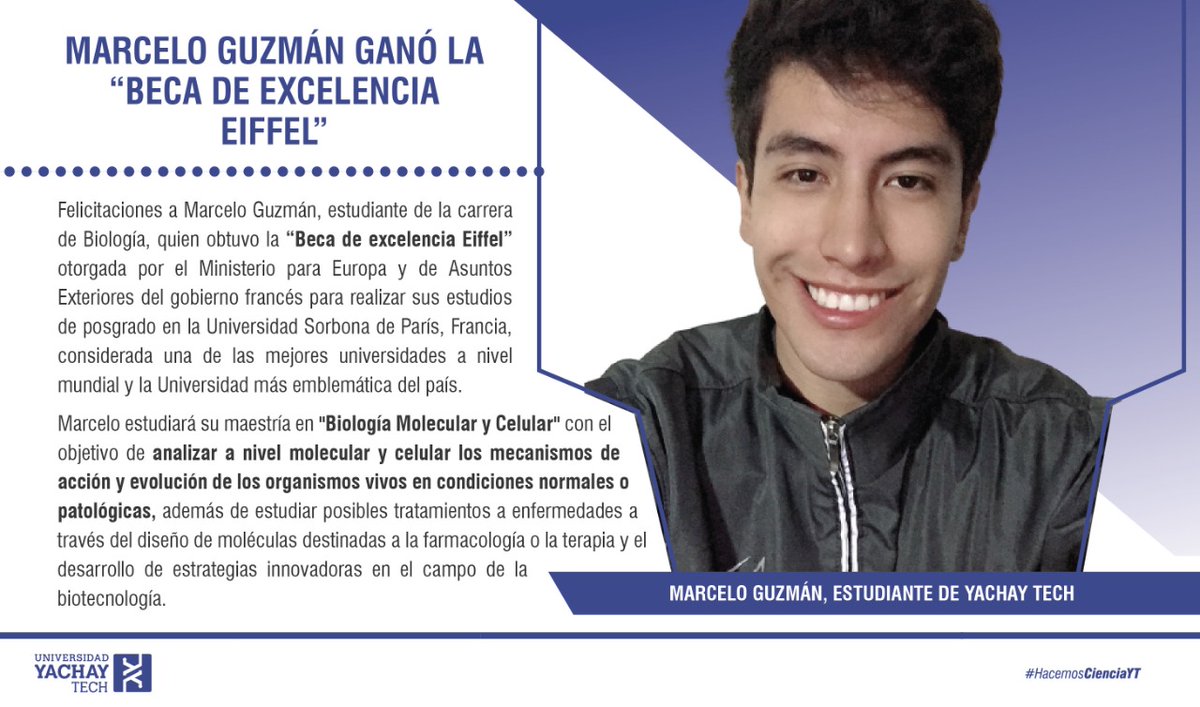 MARCELO GUZMÁN GANÓ LA
“BECA DE EXCELENCIA
EIFFEL”
Felicitaciones a Marcelo Guzmán, estudiante de la carrera
de Biología, quien obtuvo la “Beca de excelencia Eiffel”
otorgada por el Ministerio para Europa y de Asuntos
Exteriores del gobierno francés para realizar sus estudios
de posgrado en la Universidad Sorbona de París, Francia,
considerada una de las mejores universidades a nivel
mundial y la Universidad más emblemática del país.
Marcelo estudiará su maestría en "Biología Molecular y Celular" con el
objetivo de analizar a nivel molecular y celular los mecanismos de
acción y evolución de los organismos vivos en condiciones normales o
patológicas, además de estudiar posibles tratamientos a enfermedades a
través del diseño de moléculas destinadas a la farmacología o la terapia y el
desarrollo de estrategias innovadoras en el campo de la
biotecnología.
MARCELO GUZMÁN, ESTUDIANTE DE YACHAY TECH
UNIVERSIDAD
YACHAY
TECH
#HacemosCienciaYT